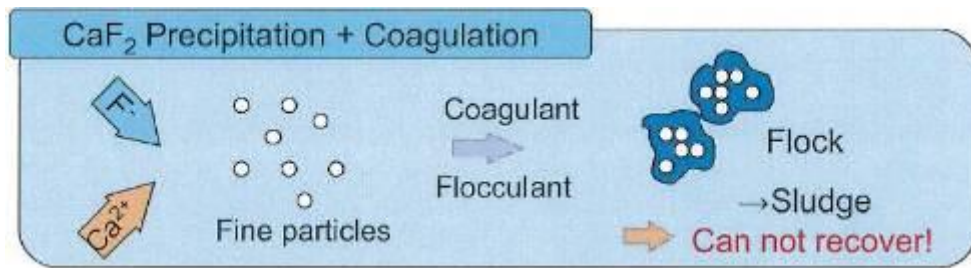 CaF₂ Precipitation + Coagulation
F-
Ca²⁺
Fine particles
Coagulant
Flocculant
Flock
→Sludge
Can not recover!